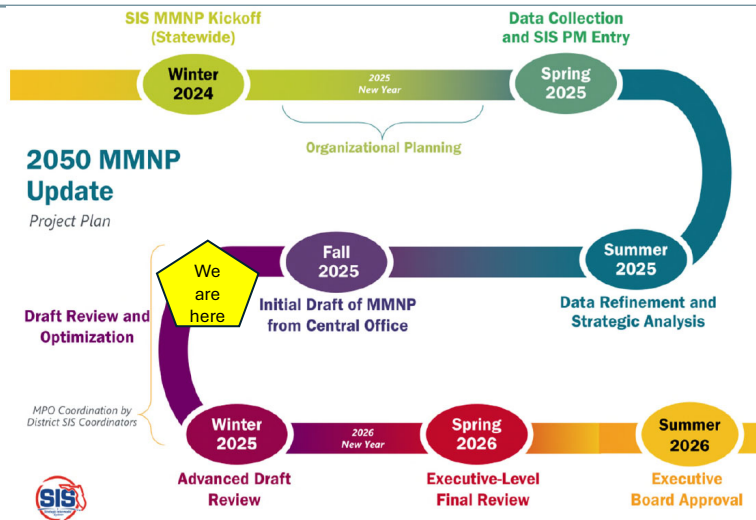 SIS MMNP Kickoff
(Statewide)
Data Collection
and SIS PM Entry
Winter
2024
2025
New Year
Spring
2025
Organizational Planning
2050 MMNP
Update
Project Plan
We
are
here
Fall
2025
Summer
2025
Initial Draft of MMNP
from Central Office
Data Refinement and
Strategic Analysis
Draft Review and
Optimization
MPO Coordination by
District SIS Coordinators
Winter
2025
2026
New Year
Spring
2026
Summer
2026
Advanced Draft
Review
Executive-Level
Final Review
Executive
Board Approval
SIS